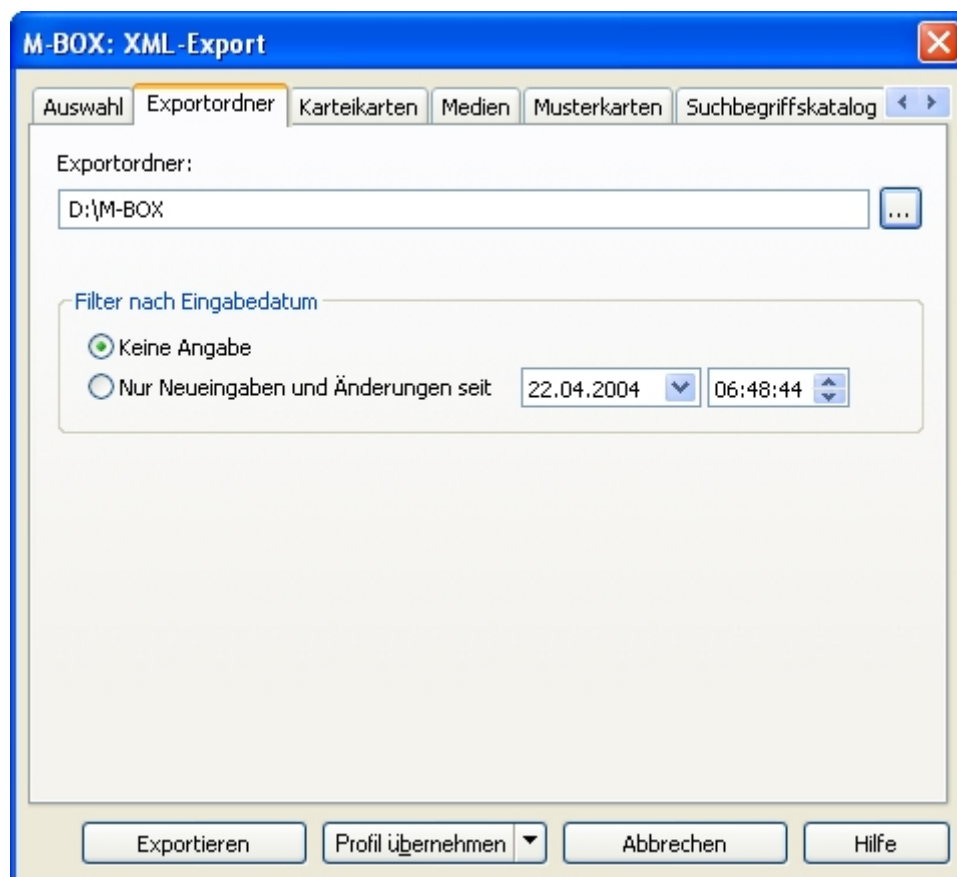 M-BOX: XML-Export
Auswahl Exportordner Karteikarten Medien Musterkarten Suchbegriffskatalog
Exportordner:
D:\M-BOX ...
Filter nach Eingabedatum
Keine Angabe
Nur Neueingaben und Änderungen seit 22.04.2004 06:48:44
Exportieren Profil übernehmen Abbrechen Hilfe